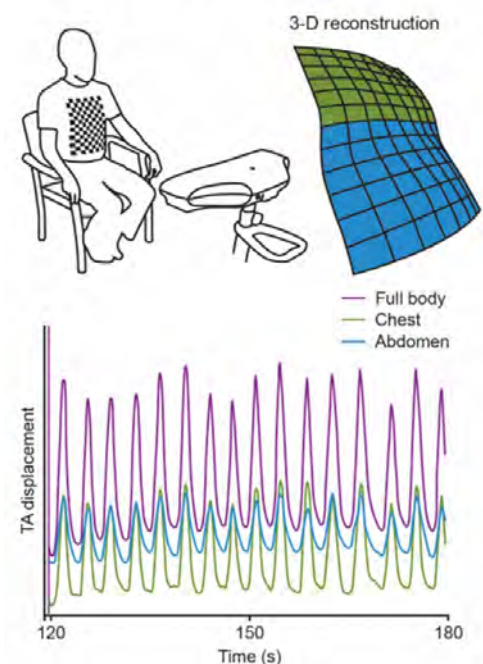 3-D reconstruction
Full body
Chest
Abdomen
TA displacement
120
150
180
Time (s)